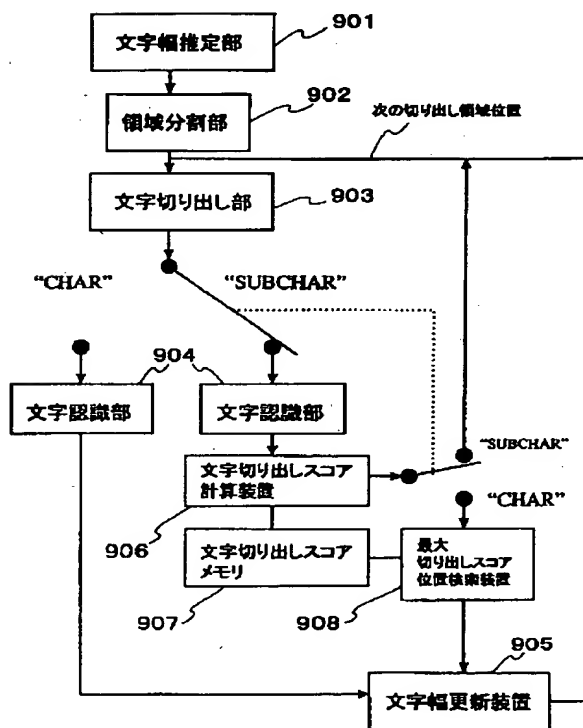 文字幅推定部
901
領域分割部
902
次の切り出し領域位置
文字切り出し部
903
“CHAR”
“SUBCHAR”
904
文字認識部
文字認識部
“SUBCHAR”
文字切り出しスコア
計算装置
“CHAR”
906
文字切り出しスコア
メモリ
最大
切り出しスコア
位置検索装置
907
908
905
文字幅更新装置